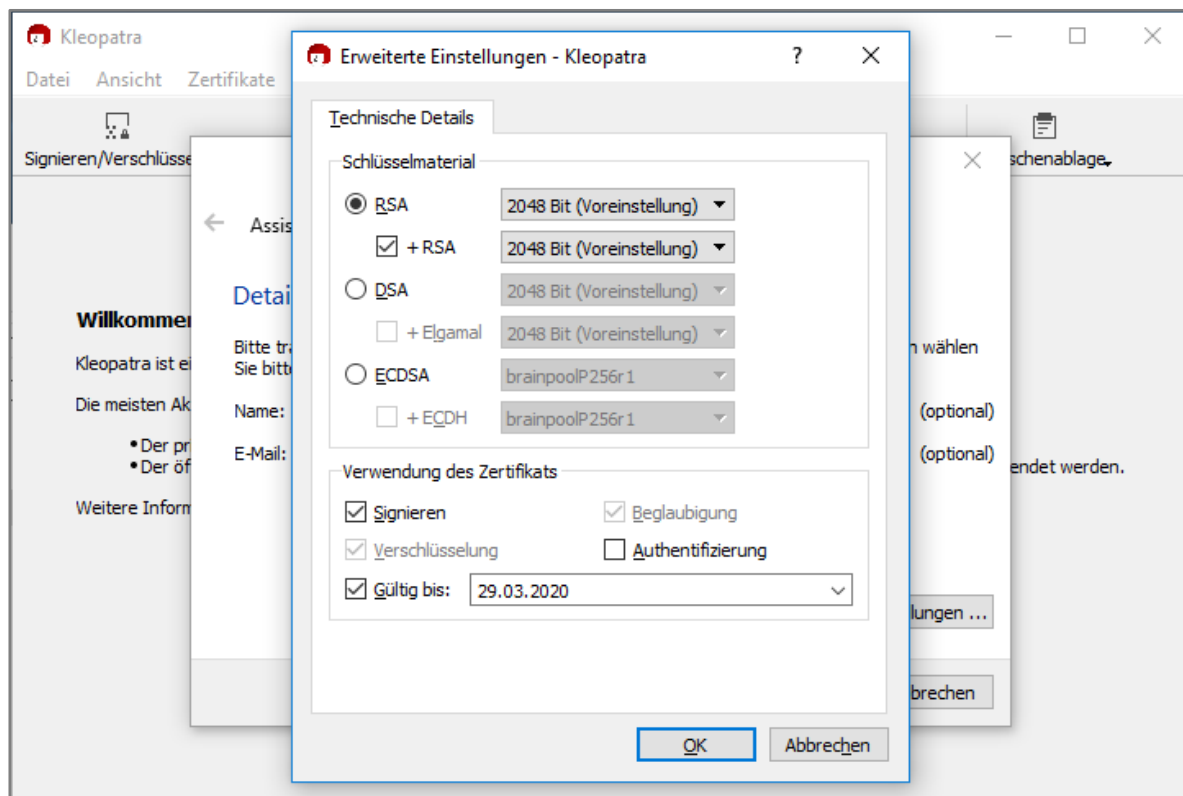 Kleopatra
Datei Ansicht Zertifikate
Signieren/Verschlüsse
schenablage
Assis
Detai
Willkommen
Bitte tra
n wählen
Kleopatra ist ei
Sie bitte
Die meisten Ak
Name:
(optional)
Der pr
E-Mail:
(optional)
Der öf
endet werden.
Weitere Inform
lungen ...
brechen
Erweiterte Einstellungen - Kleopatra
?
Technische Details
Schlüsselmaterial
RSA 2048 Bit (Voreinstellung)
+ RSA 2048 Bit (Voreinstellung)
DSA 2048 Bit (Voreinstellung)
+ Elgamal 2048 Bit (Voreinstellung)
ECDSA brainpoolP256r1
+ ECDH brainpoolP256r1
Verwendung des Zertifikats
Signieren Beglaubigung
Verschlüsselung Authentifizierung
Gültig bis: 29.03.2020
OK Abbrechen